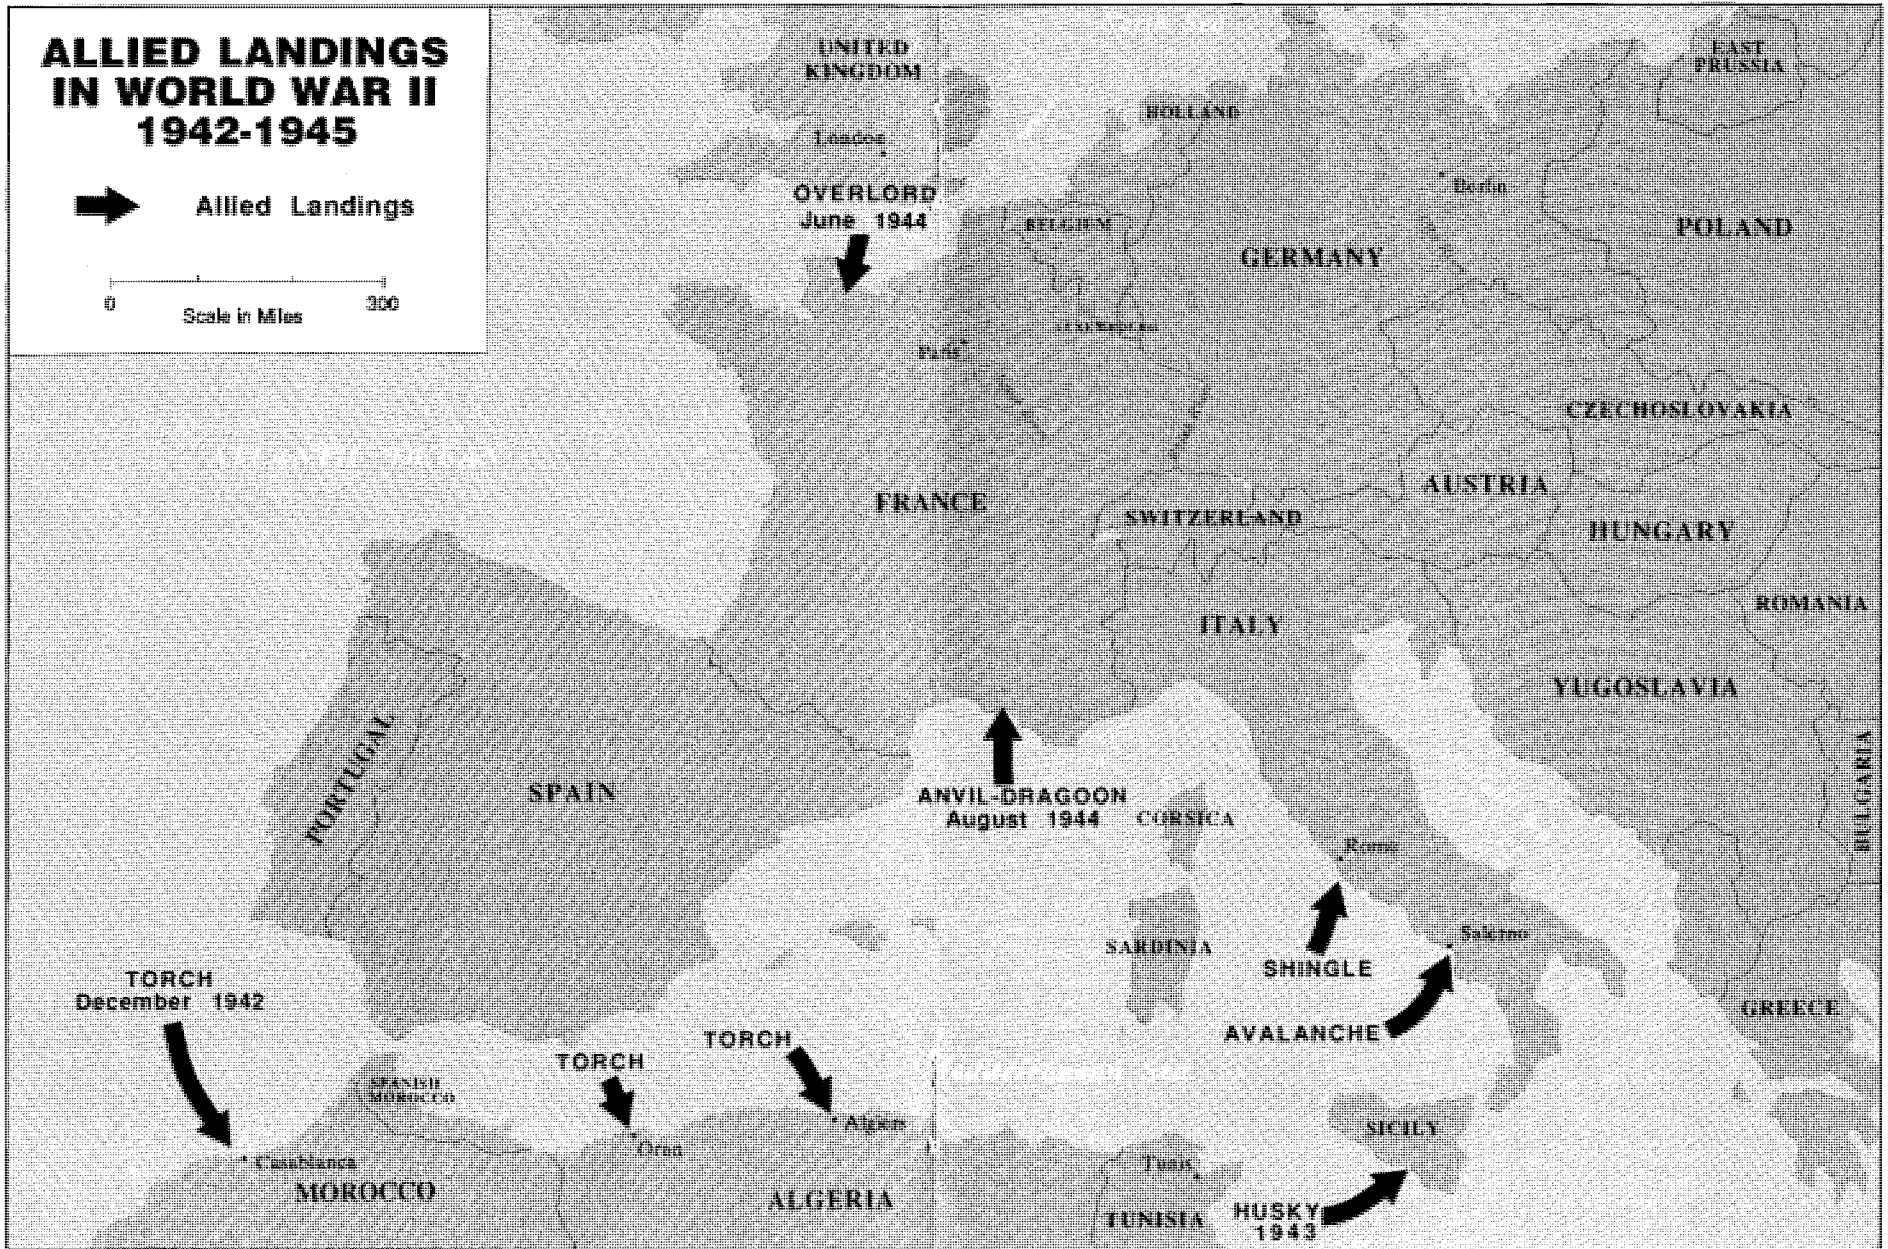 ALLIED LANDINGS
IN WORLD WAR II
1942-1945
Allied Landings
0
300
Scale in Miles
UNITED
KINGDOM
London
EAST
PRUSSIA
HOLLAND
Berlin
OVERLORD
June 1944
BELGIUM
GERMANY
POLAND
LUXEMBOURG
Paris
CZECHOSLOVAKIA
ATLANTIC OCEAN
FRANCE
SWITZERLAND
AUSTRIA
HUNGARY
ROMANIA
ITALY
YUGOSLAVIA
PORTUGAL
SPAIN
BULGARIA
ANVIL-DRAGOON
August 1944
CORSICA
Rome
SARDINIA
SHINGLE
Salerno
AVALANCHE
GREECE
TORCH
December 1942
TORCH
TORCH
SPANISH
MOROCCO
Casablanca
MOROCCO
Oran
Algiers
ALGERIA
Tunis
TUNISIA
SICILY
HUSKY
1943